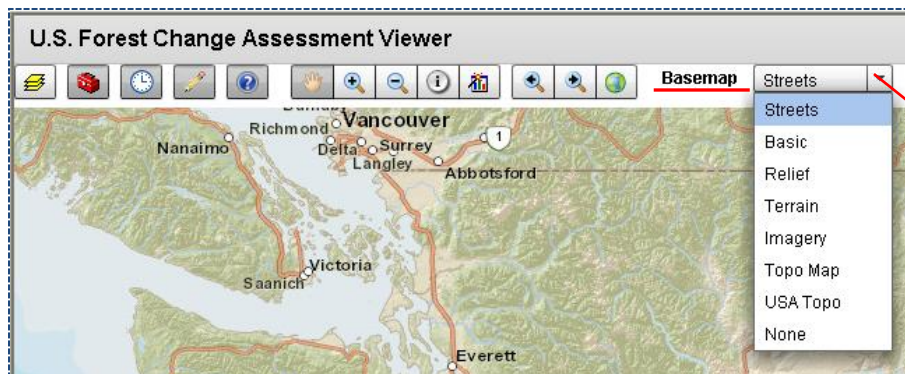 U.S. Forest Change Assessment Viewer
Basemap Streets
Streets
Basic
Relief
Terrain
Imagery
Topo Map
USA Topo
None
Vancouver
Richmond
1
Nanaimo
Delta
Surrey
Langley
Abbotsford
Victoria
Saanich
Everett